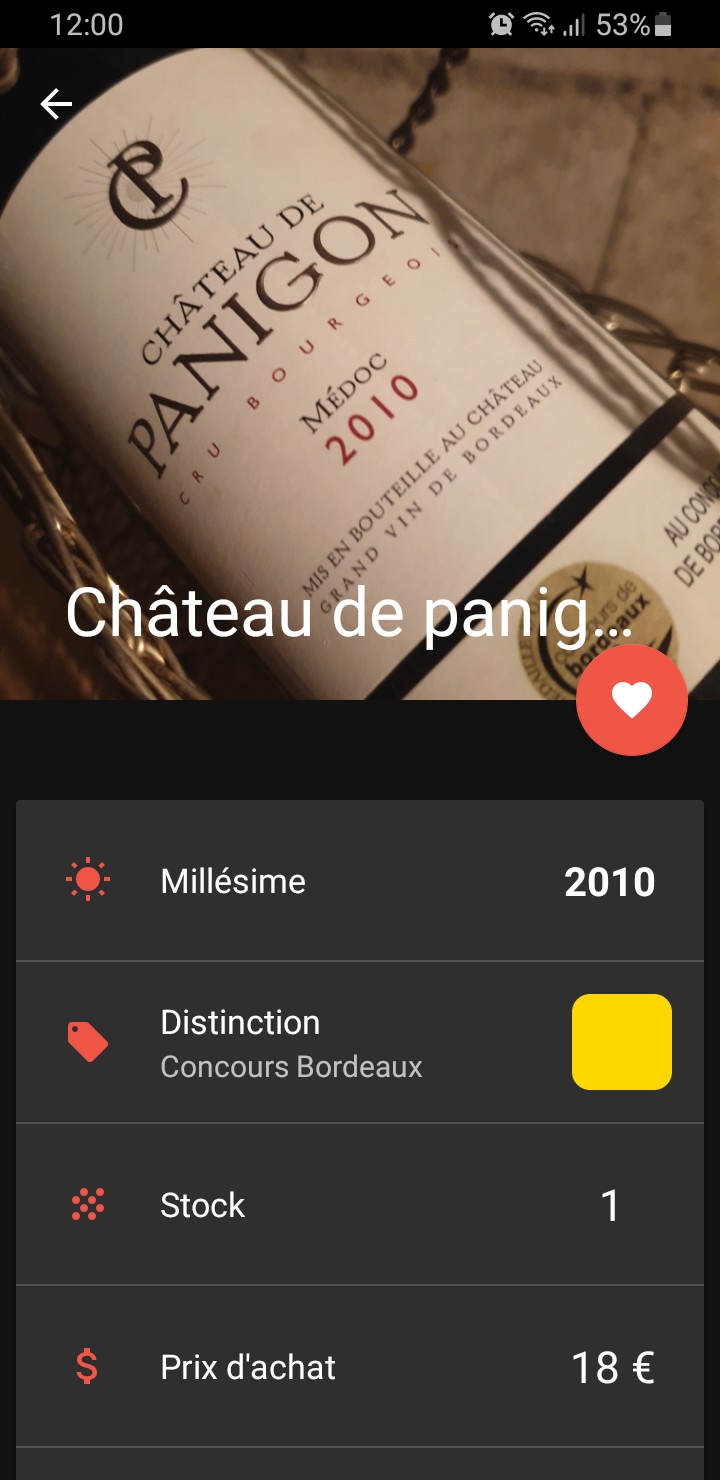 12:00
53%
CP
CHÂTEAU DE
PANIGON
CRU BOURGEOI
MÉDOC
2010
MIS EN BOUTEILLE AU CHÂTEAU
GRAND VIN DE BORDEAUX
AU CONCO
DE BOR
bordeaux
Château de panig...
Millésime
2010
Distinction
Concours Bordeaux
Stock
1
Prix d'achat
18 €